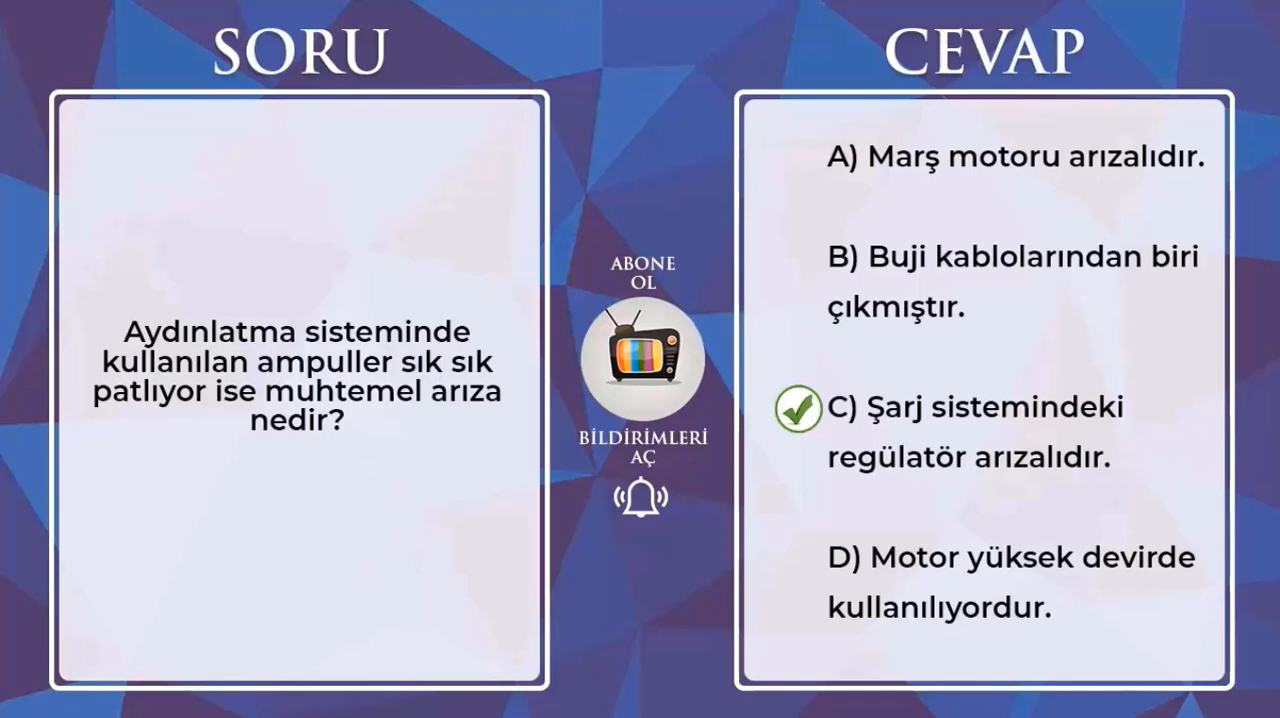 SORU
Aydınlatma sisteminde
kullanılan ampuller sık sık
patlıyor ise muhtemel arıza
nedir?
ABONE
OL
BİLDİRİMLERİ
AÇ
CEVAP
A) Marş motoru arızalıdır.
B) Buji kablolarından biri
çıkmıştır.
C) Şarj sistemindeki
regülatör arızalıdır.
D) Motor yüksek devirde
kullanılıyordur.